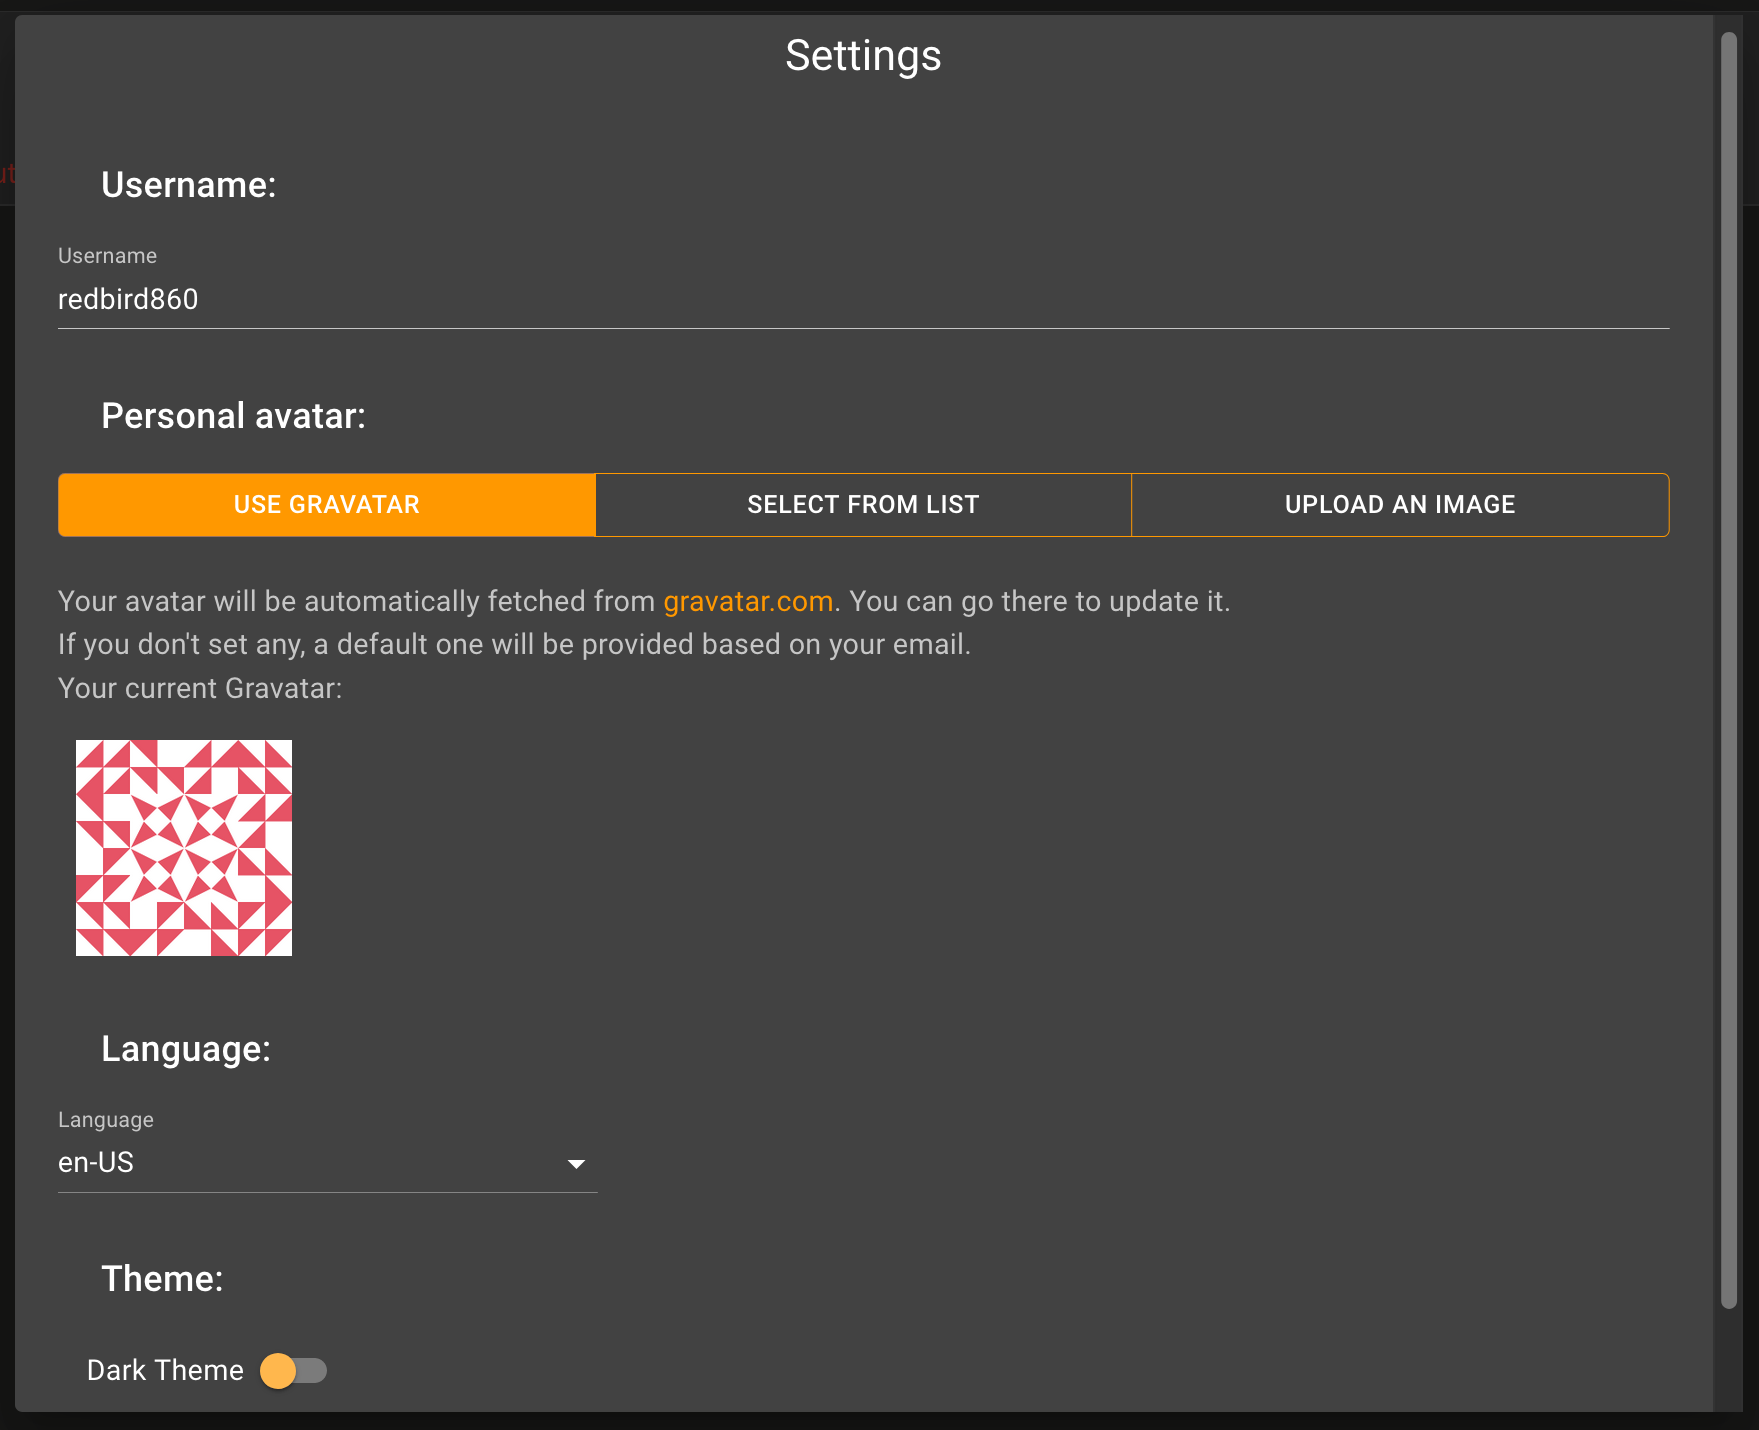 Settings
Username:
Username
redbird860
Personal avatar:
USE GRAVATAR
SELECT FROM LIST
UPLOAD AN IMAGE
Your avatar will be automatically fetched from gravatar.com. You can go there to update it.
If you don't set any, a default one will be provided based on your email.
Your current Gravatar:
Language:
Language
en-US
Theme:
Dark Theme